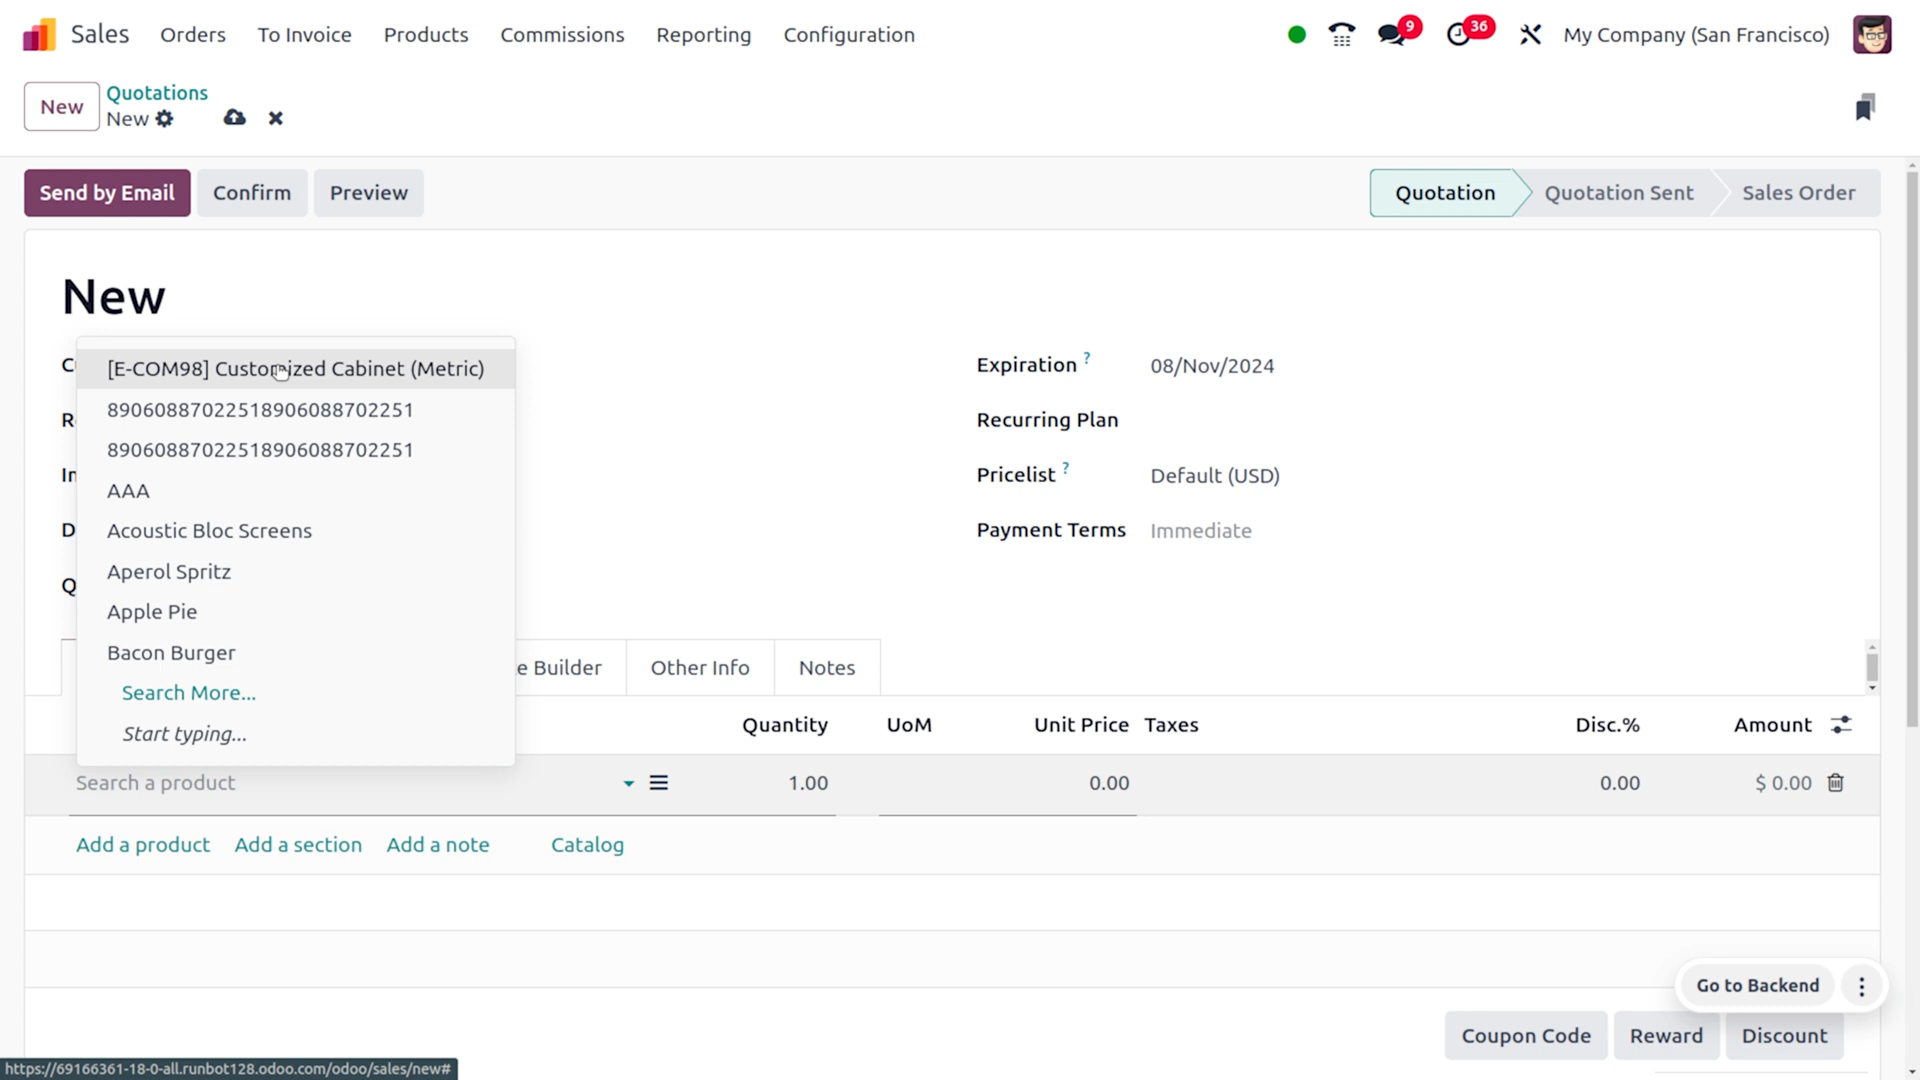 Sales Orders To Invoice Products Commissions Reporting Configuration 9 36 My Company (San Francisco)
New Quotations
New
Send by Email Confirm Preview Quotation Quotation Sent Sales Order
New
C Expiration ? 08/Nov/2024
[E-COM98] Customized Cabinet (Metric)
89060887022518906088702251
Re Recurring Plan
89060887022518906088702251
In Pricelist ? Default (USD)
AAA
D Payment Terms Immediate
Acoustic Bloc Screens
Aperol Spritz
Q
Apple Pie
Bacon Burger
e Builder Other Info Notes
Search More...
Start typing...
Quantity UoM Unit Price Taxes Disc.% Amount
Search a product 1.00 0.00 0.00 $ 0.00
Add a product Add a section Add a note Catalog
Go to Backend
Coupon Code Reward Discount
https://69166361-18-0-all.runbot128.odoo.com/odoo/sales/new#